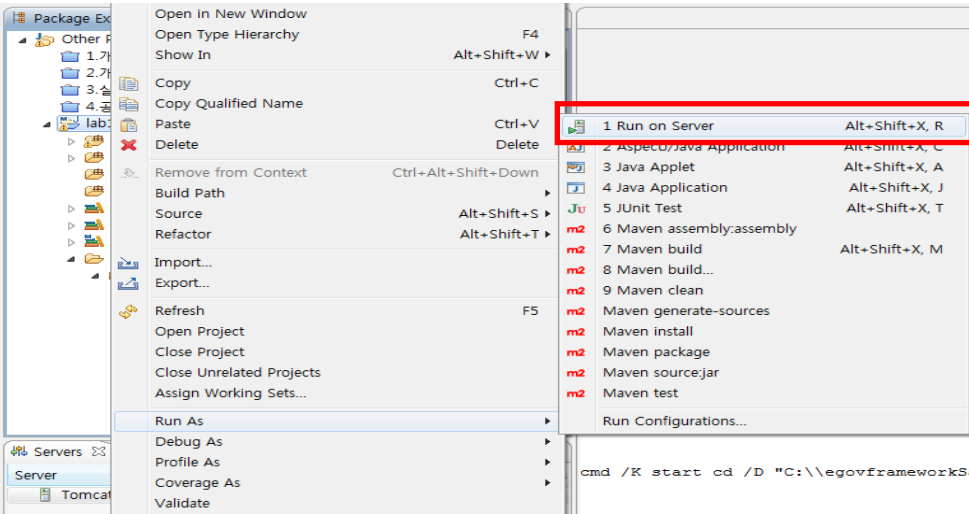 Package Ex
Other P
1.개
2.개
3.실
4.공
lab1
Servers
Server
Tomcat
Open in New Window
Open Type Hierarchy F4
Show In Alt+Shift+W
Copy Ctrl+C
Copy Qualified Name
Paste Ctrl+V
Delete Delete
Remove from Context Ctrl+Alt+Shift+Down
Build Path
Source Alt+Shift+S
Refactor Alt+Shift+T
Import...
Export...
Refresh F5
Open Project
Close Project
Close Unrelated Projects
Assign Working Sets...
Run As
Debug As
Profile As
Coverage As
Validate
1 Run on Server Alt+Shift+X, R
2 AspectJ/Java Application Alt+Shift+X, C
3 Java Applet Alt+Shift+X, A
4 Java Application Alt+Shift+X, J
5 JUnit Test Alt+Shift+X, T
6 Maven assembly:assembly
7 Maven build Alt+Shift+X, M
8 Maven build...
9 Maven clean
Maven generate-sources
Maven install
Maven package
Maven source:jar
Maven test
Run Configurations...
cmd /K start cd /D "C:\\egovframeworkS